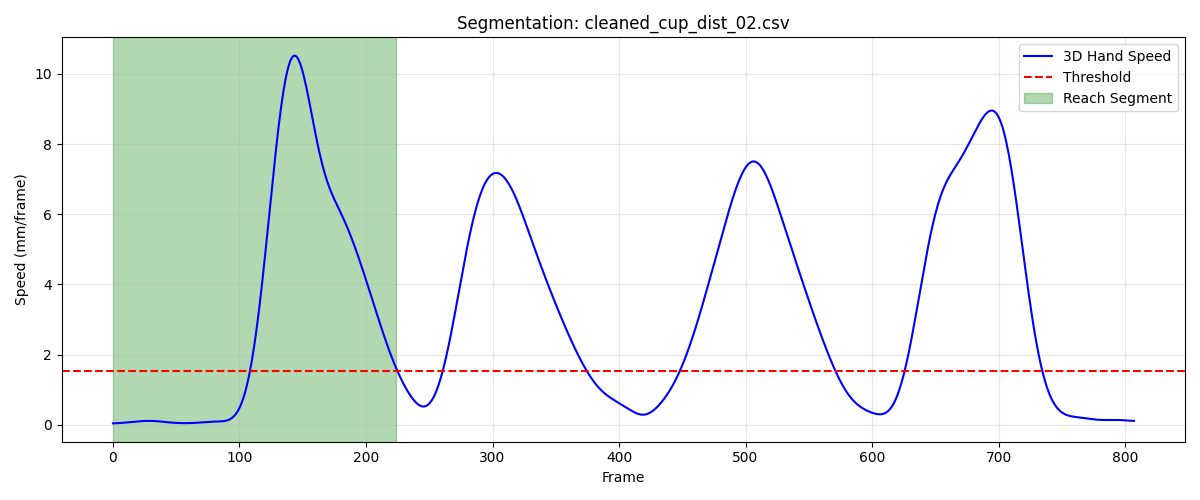 Segmentation: cleaned_cup_dist_02.csv
3D Hand Speed
Threshold
Reach Segment
Speed (mm/frame)
10
8
6
4
2
0
0 100 200 300 400 500 600 700 800
Frame